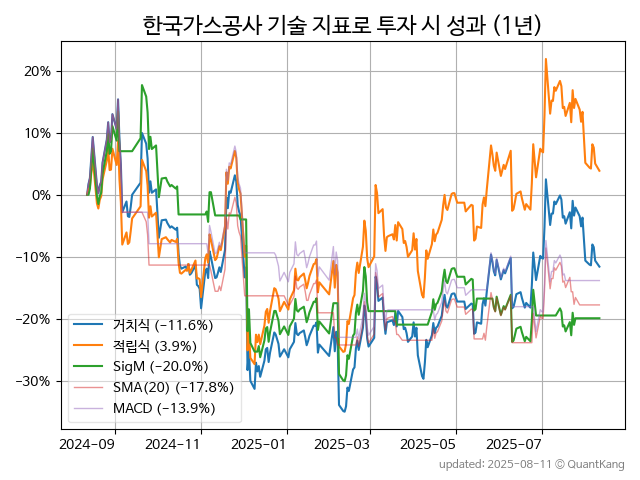 한국가스공사 기술 지표로 투자 시 성과 (1년)
20%
10%
0%
−10%
−20%
−30%
거치식 (−11.6%)
적립식 (3.9%)
SigM (−20.0%)
SMA(20) (−17.8%)
MACD (−13.9%)
2024-09
2024-11
2025-01
2025-03
2025-05
2025-07
updated: 2025-08-11 ⓒ QuantKang